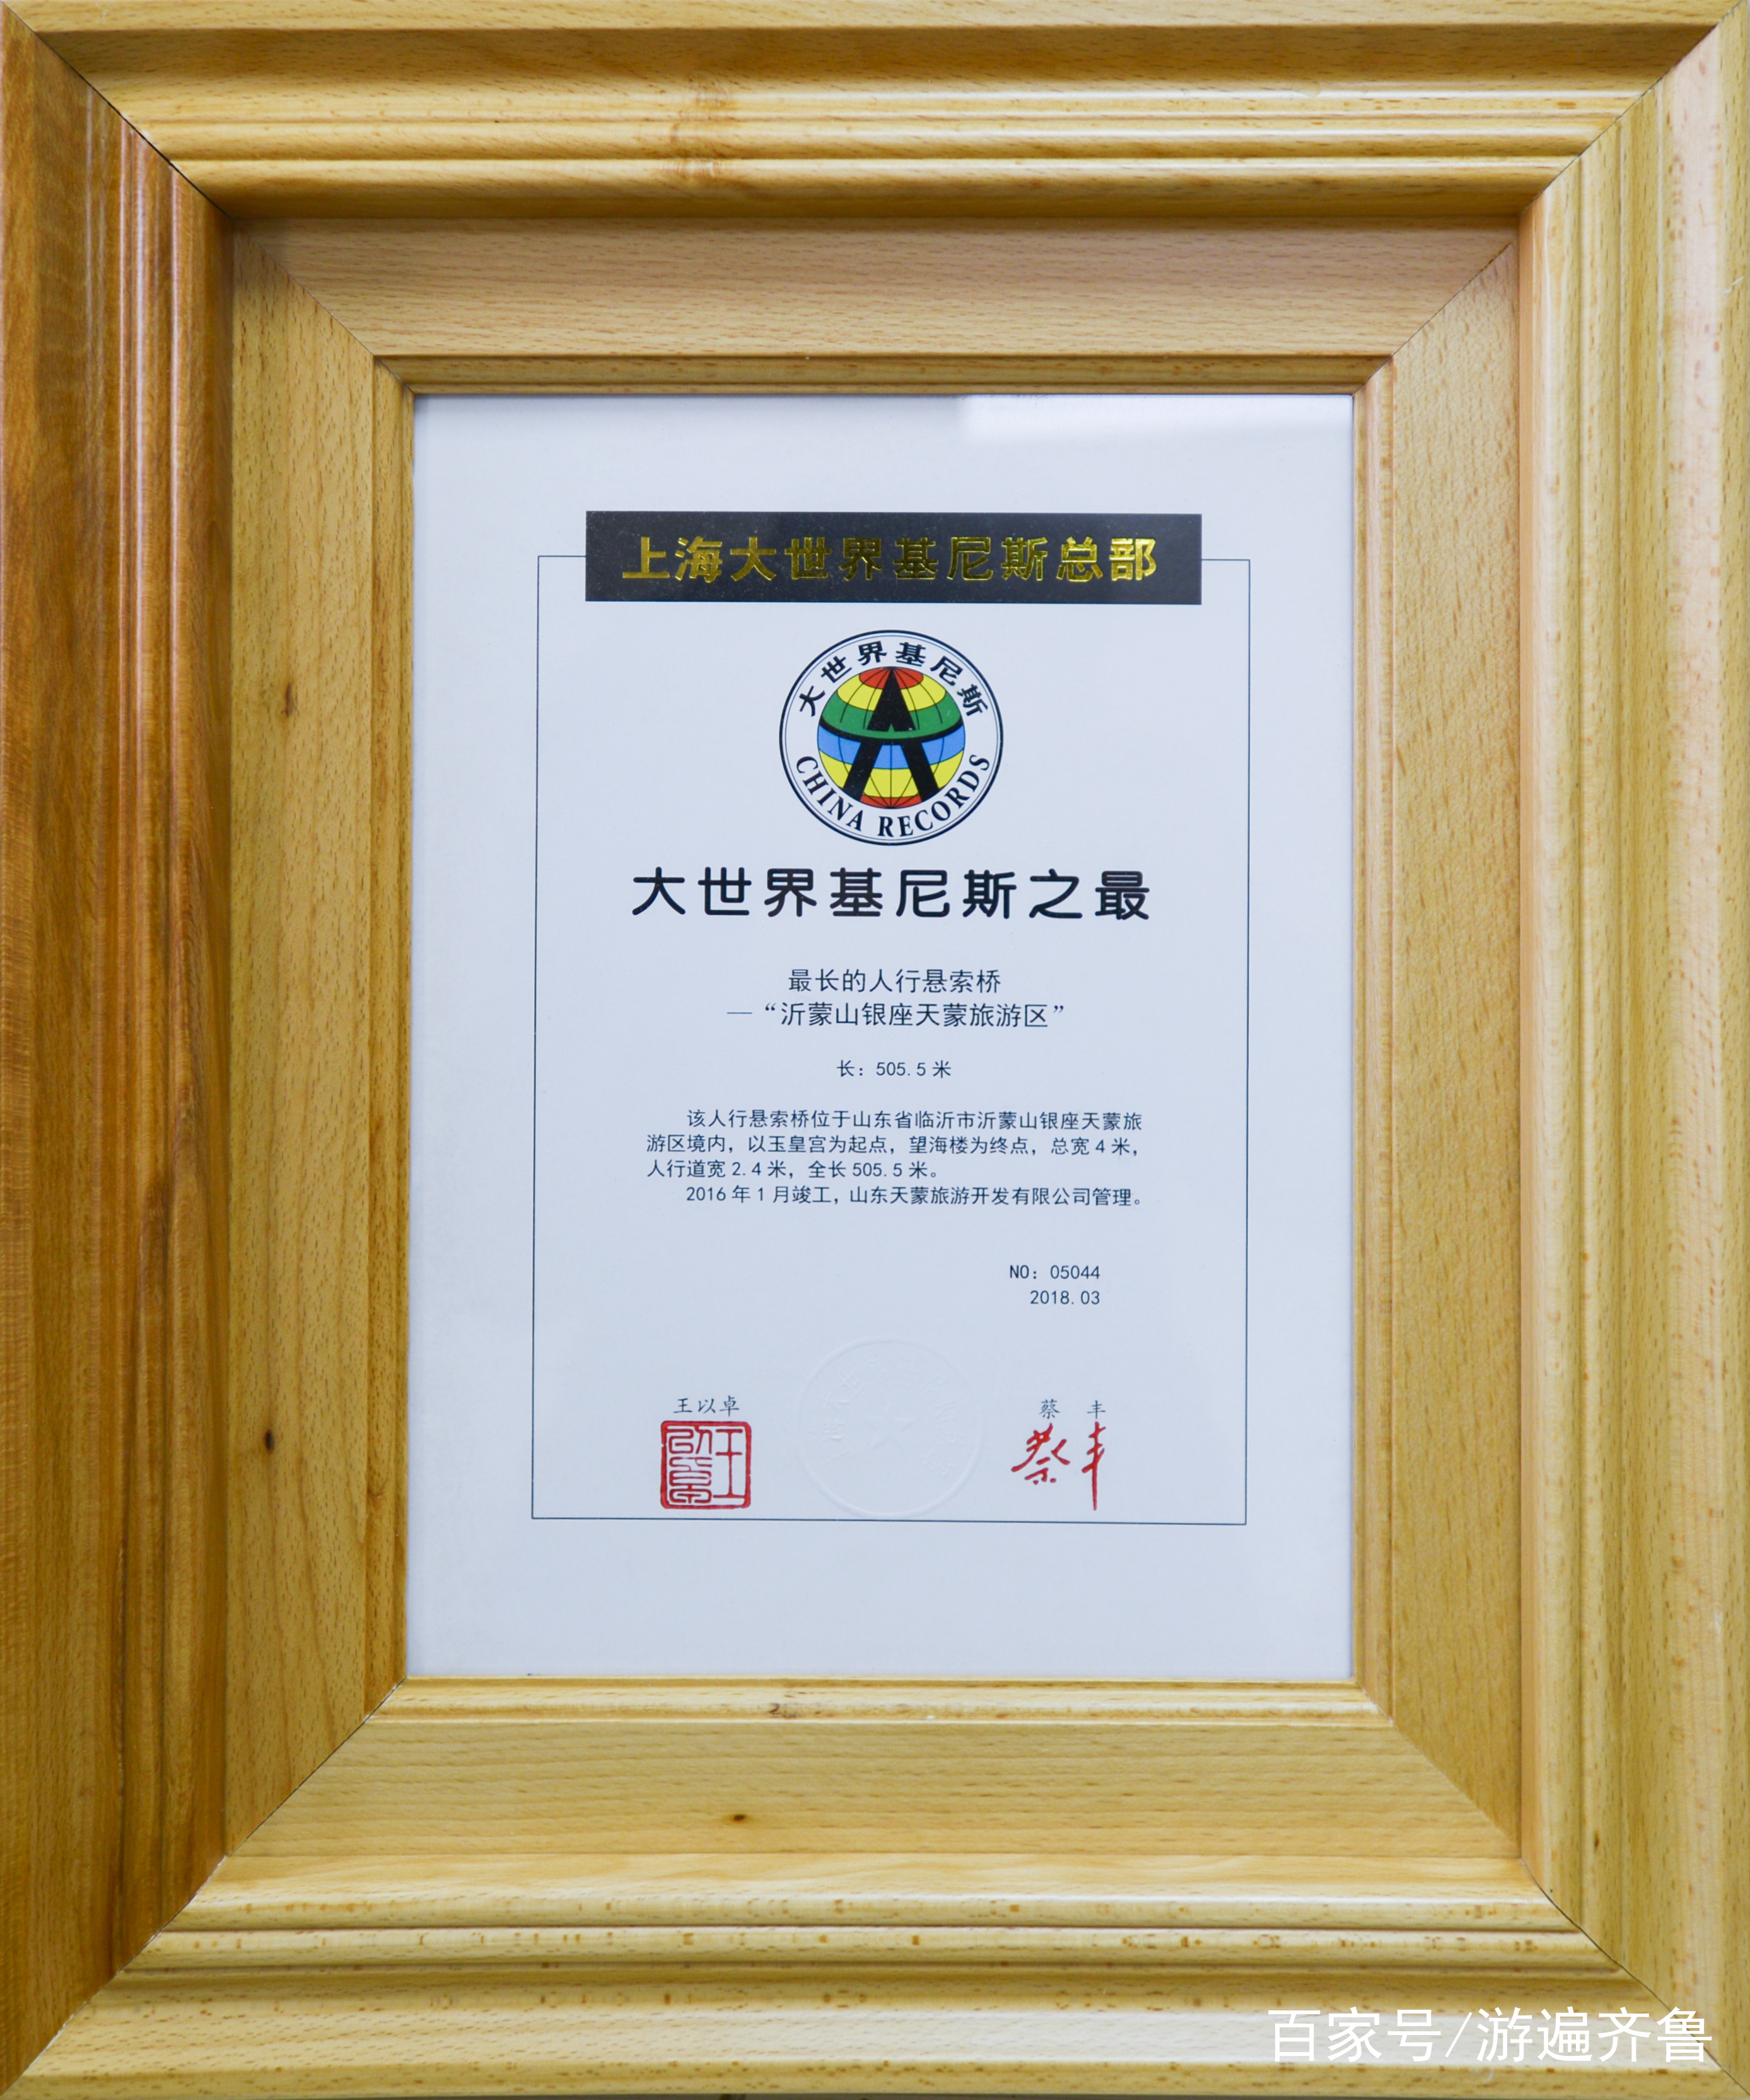 上海大世界基尼斯总部
大世界基尼斯
CHINA RECORDS
大世界基尼斯之最
最长的人行悬索桥
—“沂蒙山银座天蒙旅游区”
长：505.5米
该人行悬索桥位于山东省临沂市沂蒙山银座天蒙旅
游区境内，以玉皇宫为起点，望海楼为终点，总宽4米，
人行道宽2.4米，全长505.5米。
2016年1月竣工，山东天蒙旅游开发有限公司管理。
NO：05044
2018.03
王以卓
蔡 丰
蔡丰
百家号/游遍齐鲁